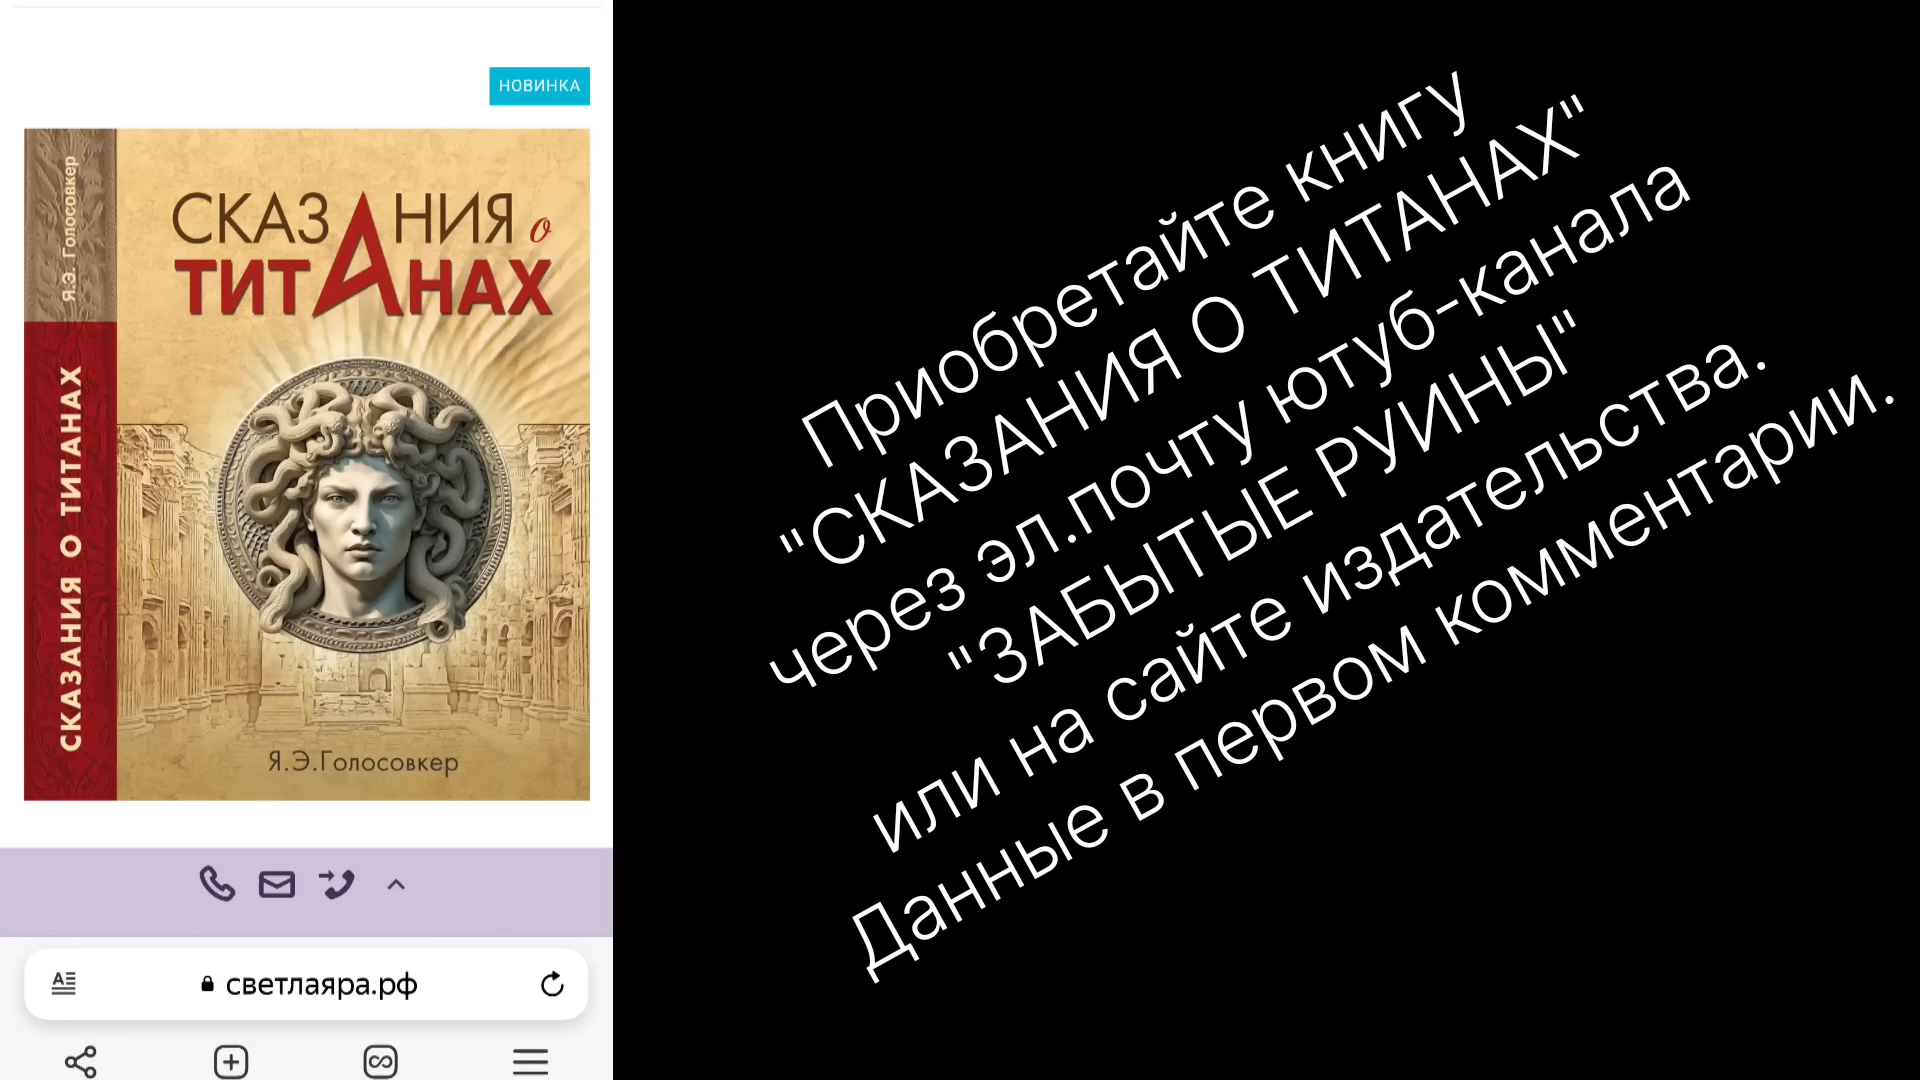 НОВИНКА
Я.Э. Голосовкер
СКАЗАНИЯ О ТИТАНАХ
СКАЗАНИЯ о
ТИТАНАХ
Я.Э.Голосовкер
светлаяра.рф
Приобретайте книгу
"СКАЗАНИЯ О ТИТАНАХ"
через эл.почту ютуб-канала
"ЗАБЫТЫЕ РУИНЫ"
или на сайте издательства.
Данные в первом комментарии.